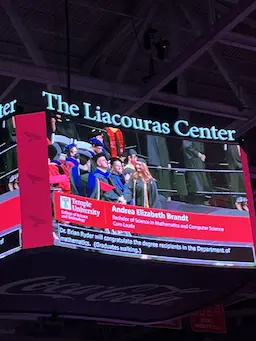 The Liacouras Center
Temple University
College of Science and Technology
Andrea Elizabeth Brandt
Bachelor of Science in Mathematics and Computer Science
Cum Laude
Dr. Brian Rider will congratulate the degree recipients in the Department of
mathematics. (Graduates walking.)
er